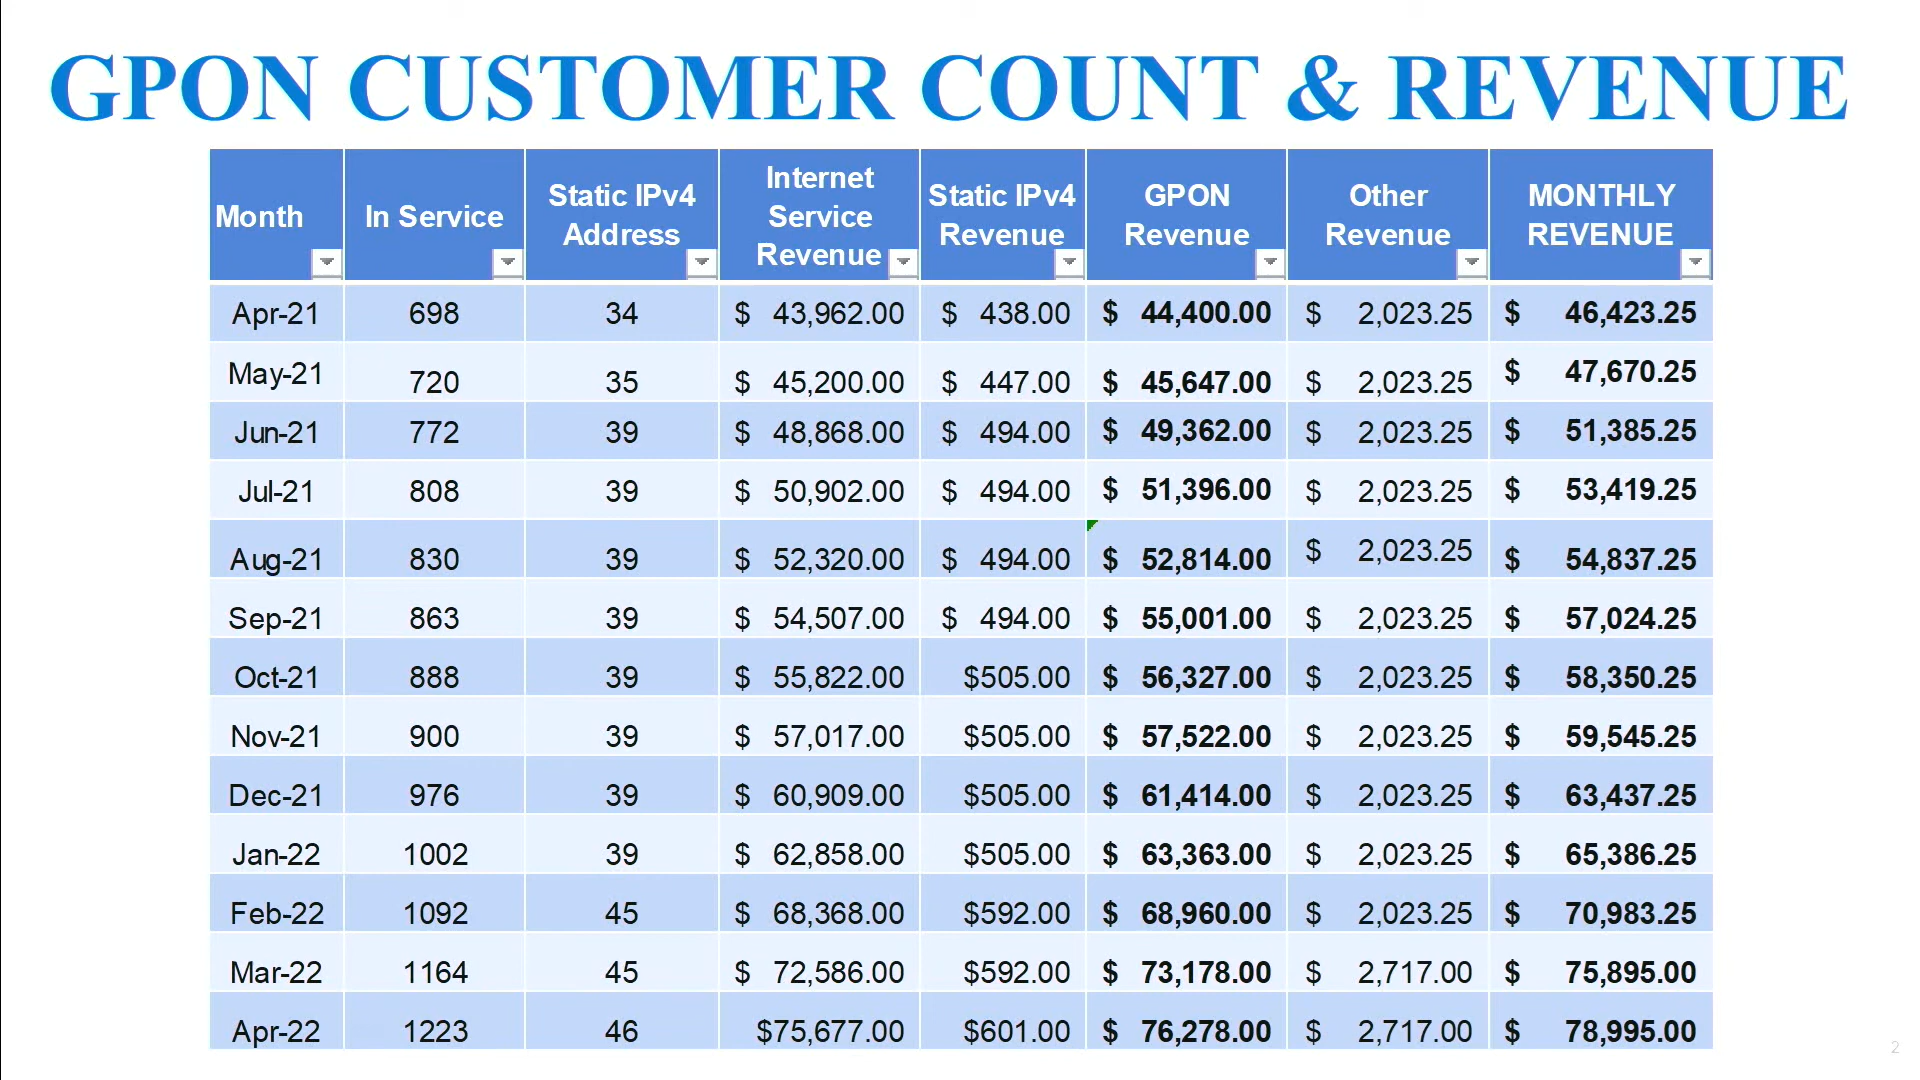 GPON CUSTOMER COUNT & REVENUE
Month In Service Static IPv4 Address Internet Service Revenue Static IPv4 Revenue GPON Revenue Other Revenue MONTHLY REVENUE
Apr-21 698 34 $ 43,962.00 $ 438.00 $ 44,400.00 $ 2,023.25 $ 46,423.25
May-21 720 35 $ 45,200.00 $ 447.00 $ 45,647.00 $ 2,023.25 $ 47,670.25
Jun-21 772 39 $ 48,868.00 $ 494.00 $ 49,362.00 $ 2,023.25 $ 51,385.25
Jul-21 808 39 $ 50,902.00 $ 494.00 $ 51,396.00 $ 2,023.25 $ 53,419.25
Aug-21 830 39 $ 52,320.00 $ 494.00 $ 52,814.00 $ 2,023.25 $ 54,837.25
Sep-21 863 39 $ 54,507.00 $ 494.00 $ 55,001.00 $ 2,023.25 $ 57,024.25
Oct-21 888 39 $ 55,822.00 $505.00 $ 56,327.00 $ 2,023.25 $ 58,350.25
Nov-21 900 39 $ 57,017.00 $505.00 $ 57,522.00 $ 2,023.25 $ 59,545.25
Dec-21 976 39 $ 60,909.00 $505.00 $ 61,414.00 $ 2,023.25 $ 63,437.25
Jan-22 1002 39 $ 62,858.00 $505.00 $ 63,363.00 $ 2,023.25 $ 65,386.25
Feb-22 1092 45 $ 68,368.00 $592.00 $ 68,960.00 $ 2,023.25 $ 70,983.25
Mar-22 1164 45 $ 72,586.00 $592.00 $ 73,178.00 $ 2,717.00 $ 75,895.00
Apr-22 1223 46 $75,677.00 $601.00 $ 76,278.00 $ 2,717.00 $ 78,995.00
2